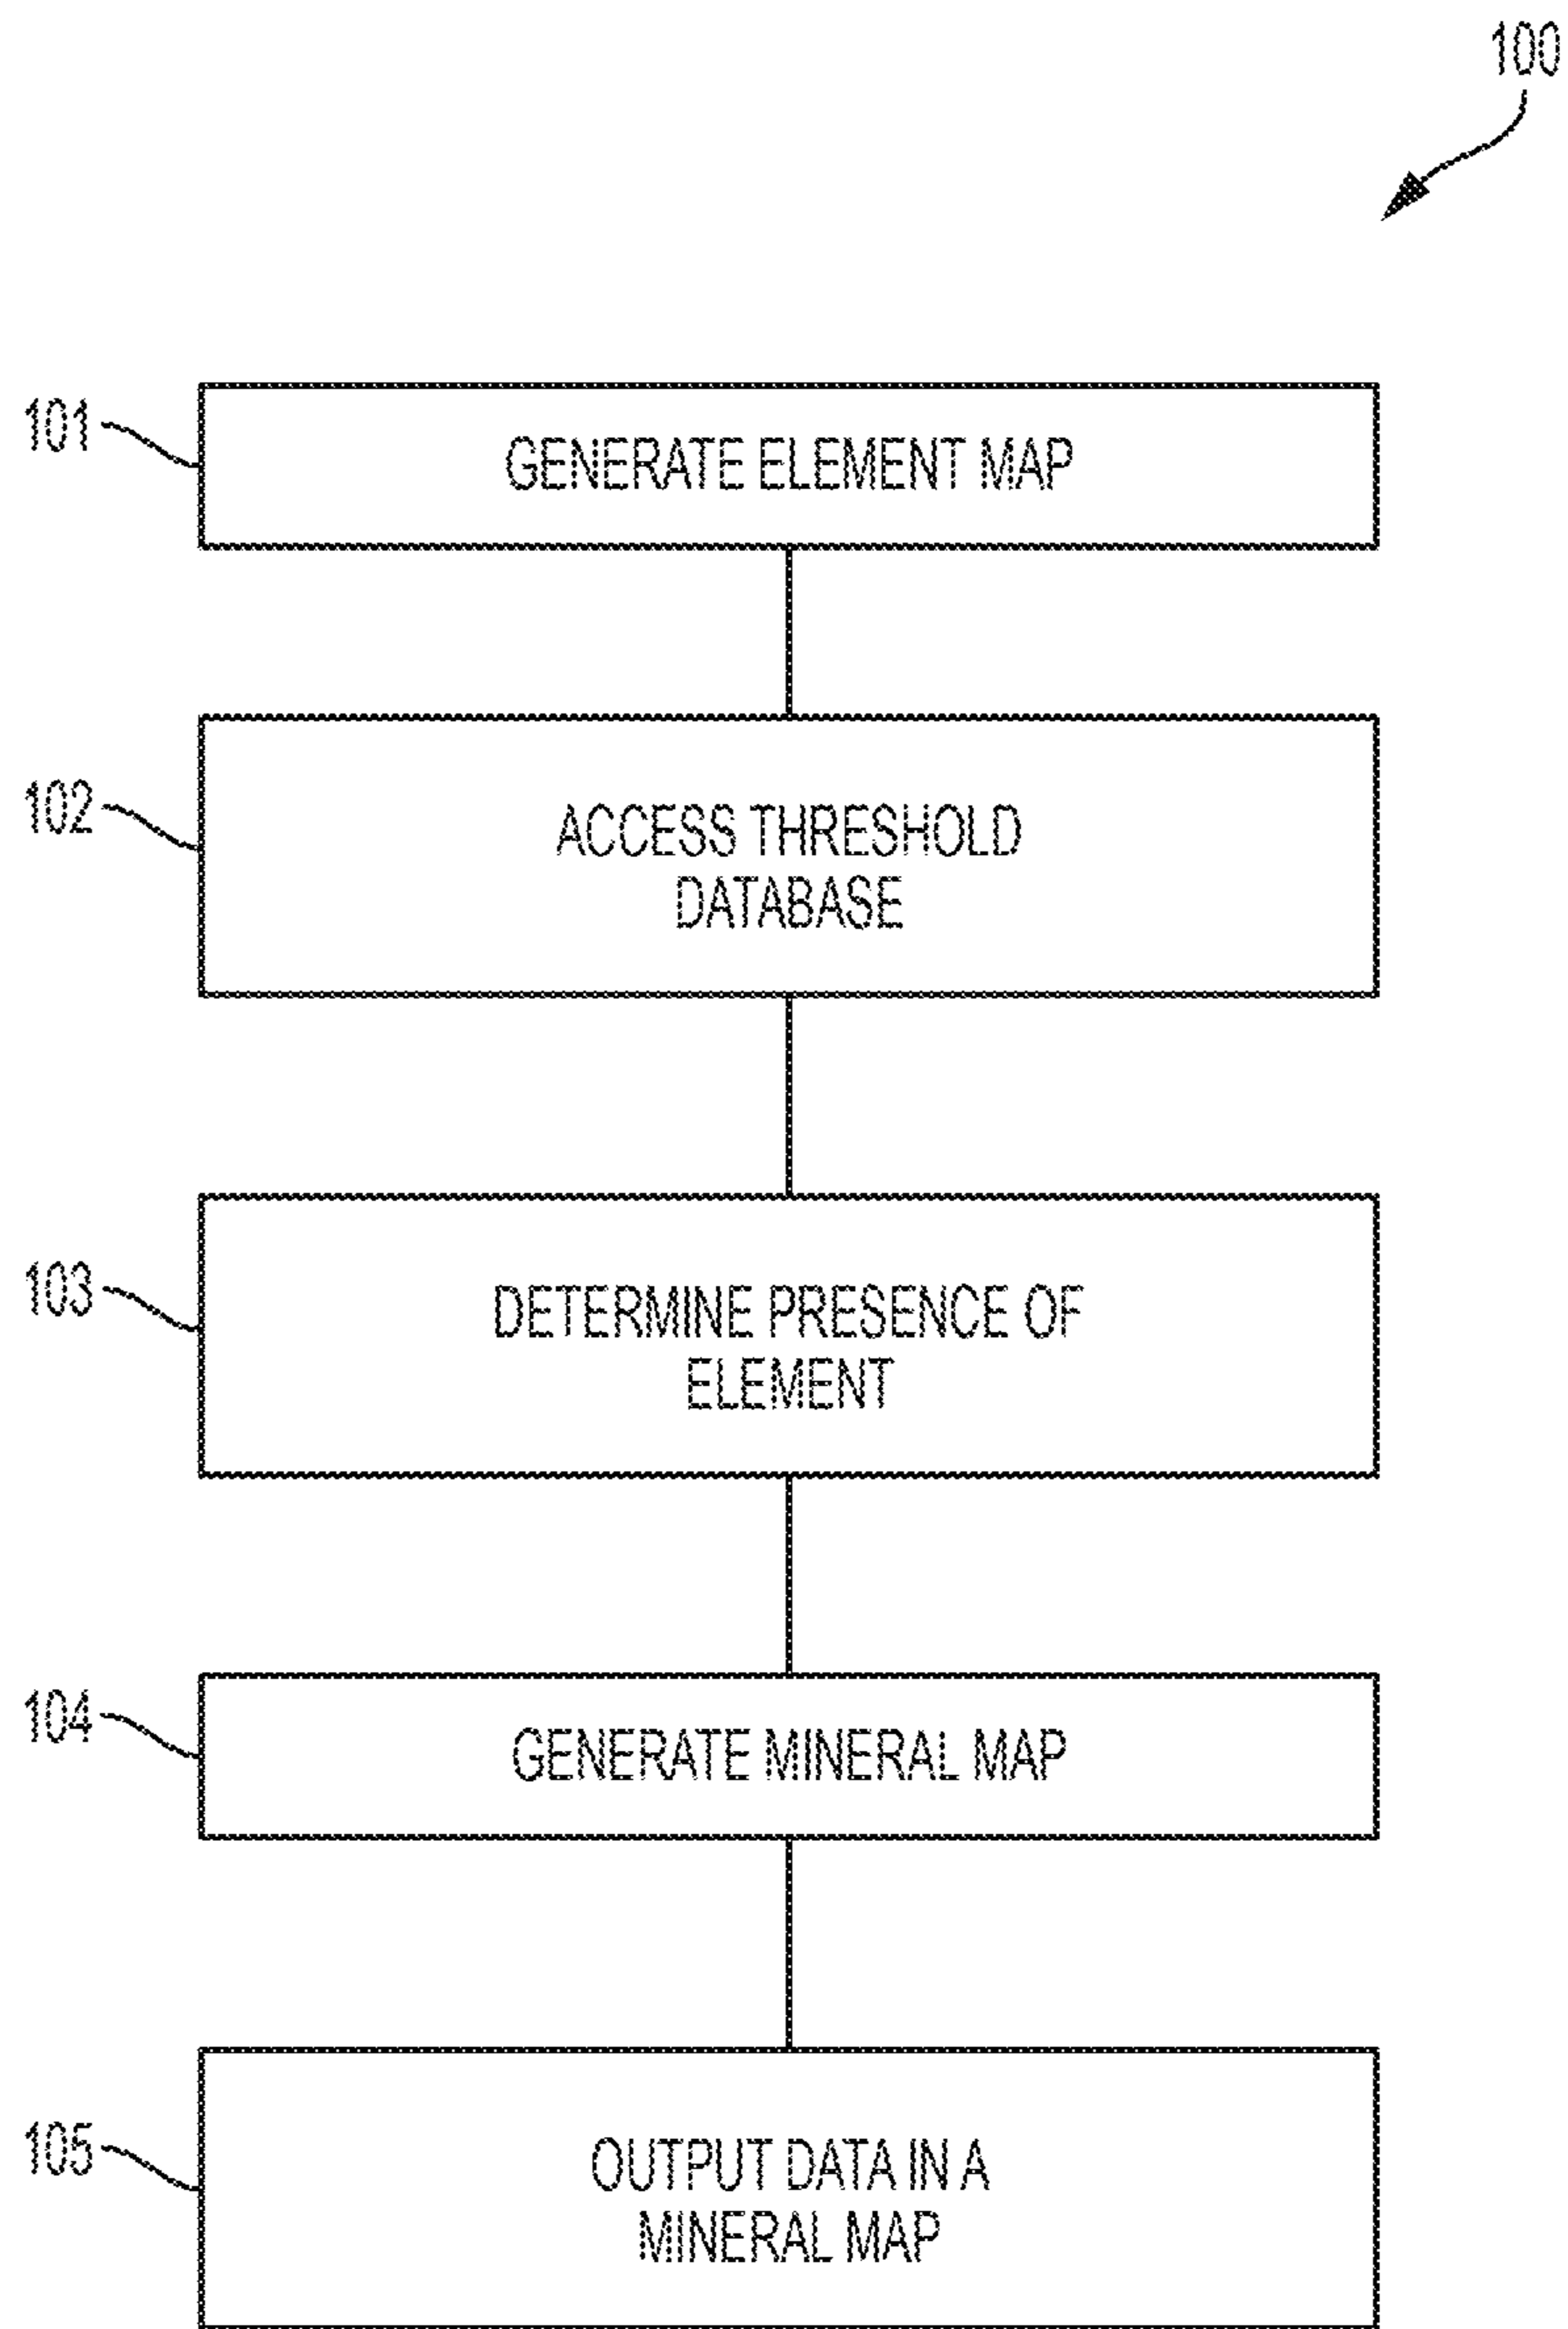 100
101
GENERATE ELEMENT MAP
102
ACCESS THRESHOLD
DATABASE
103
DETERMINE PRESENCE OF
ELEMENT
104
GENERATE MINERAL MAP
105
OUTPUT DATA IN A
MINERAL MAP